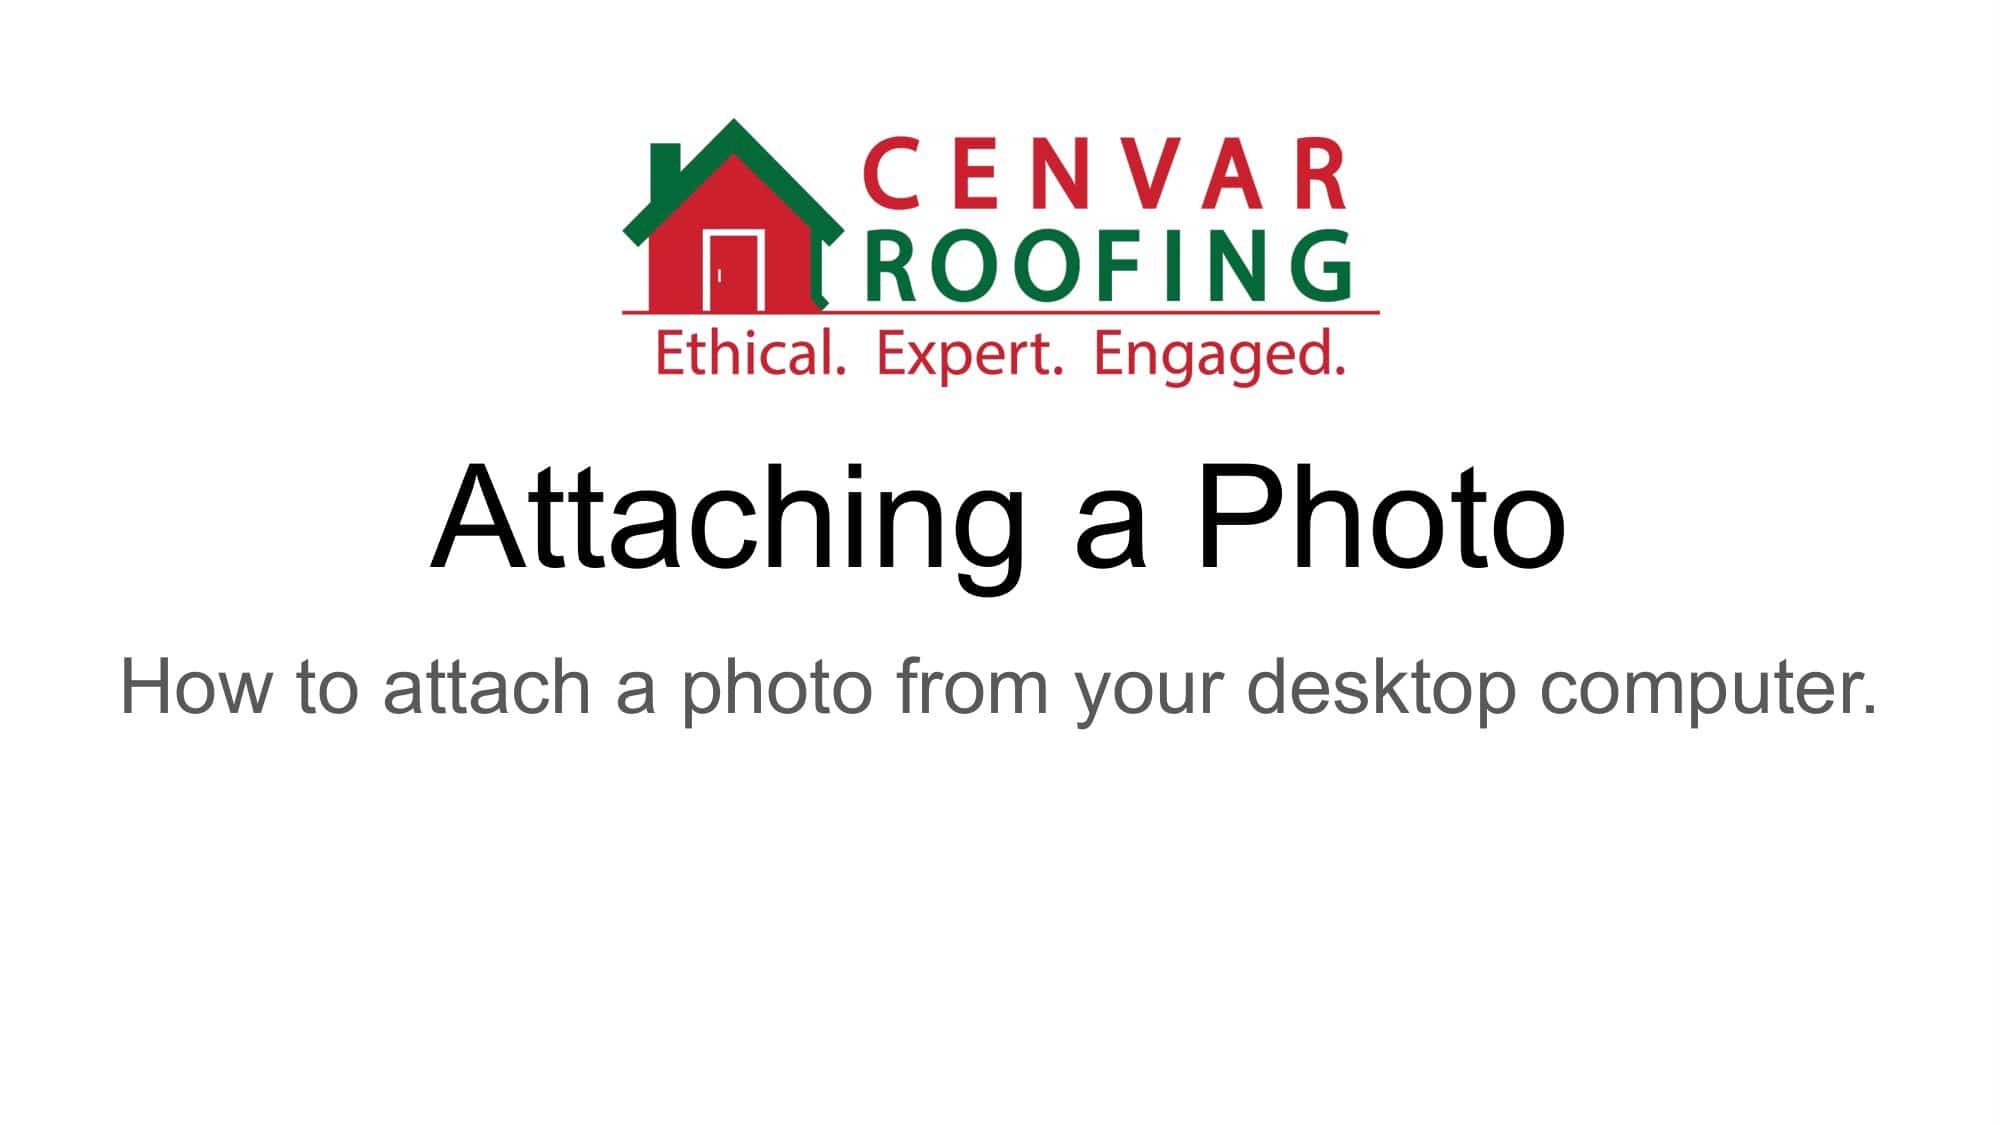 CENVAR
ROOFING
Ethical. Expert. Engaged.
Attaching a Photo
How to attach a photo from your desktop computer.